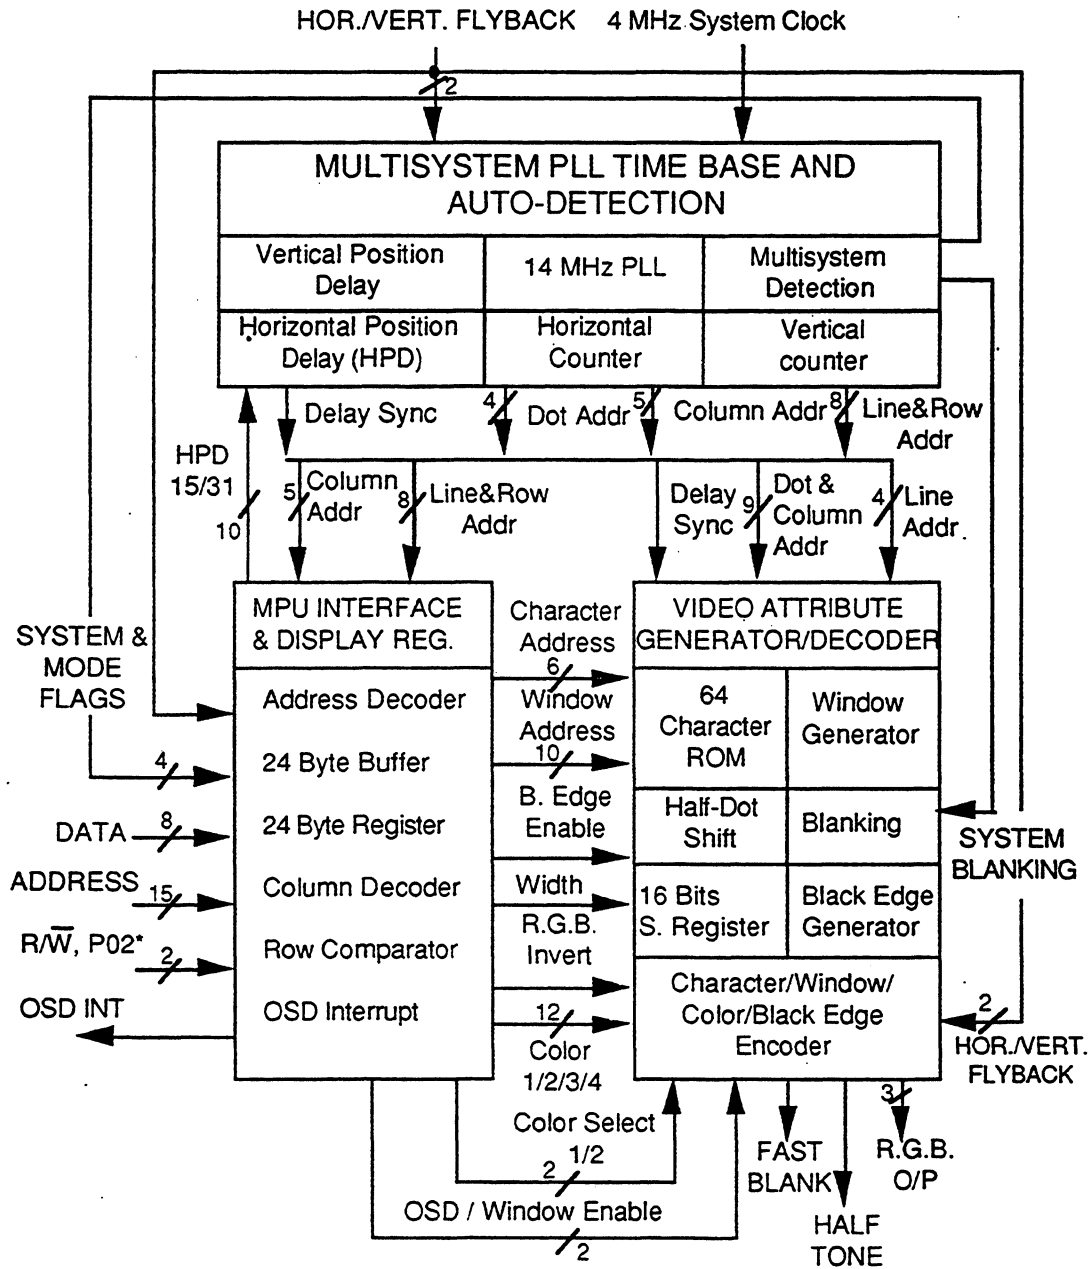 HOR./VERT. FLYBACK
4 MHz System Clock
2
MULTISYSTEM PLL TIME BASE AND
AUTO-DETECTION
Vertical Position
Delay
14 MHz PLL
Multisystem
Detection
Horizontal Position
Delay (HPD)
Horizontal
Counter
Vertical
counter
Delay Sync
4
Dot Addr
5
Column Addr
8
Line&Row
Addr
HPD
15/31
10
5
Column
Addr
8
Line&Row
Addr
Delay
Sync
9
Dot &
Column
Addr
4
Line
Addr
SYSTEM &
MODE
FLAGS
4
DATA
8
ADDRESS
15
R/W̅, P02*
2
OSD INT
MPU INTERFACE
& DISPLAY REG.
Address Decoder
24 Byte Buffer
24 Byte Register
Column Decoder
Row Comparator
OSD Interrupt
Character
Address
6
Window
Address
10
B. Edge
Enable
Width
R.G.B.
Invert
12
Color
1/2/3/4
Color Select
1/2
2
OSD / Window Enable
2
VIDEO ATTRIBUTE
GENERATOR/DECODER
64
Character
ROM
Window
Generator
Half-Dot
Shift
Blanking
16 Bits
S. Register
Black Edge
Generator
Character/Window/
Color/Black Edge
Encoder
SYSTEM
BLANKING
2
HOR./VERT.
FLYBACK
3
FAST
BLANK
HALF
TONE
R.G.B.
O/P